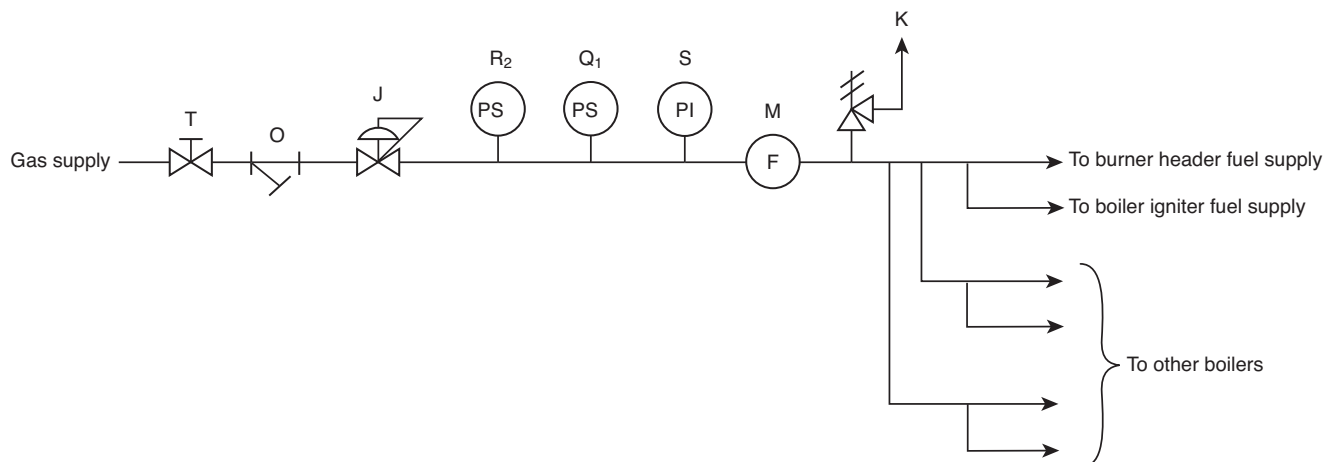 K
R₂ Q₁ S
J M
T PS PS PI
O
Gas supply F To burner header fuel supply
To boiler igniter fuel supply
To other boilers